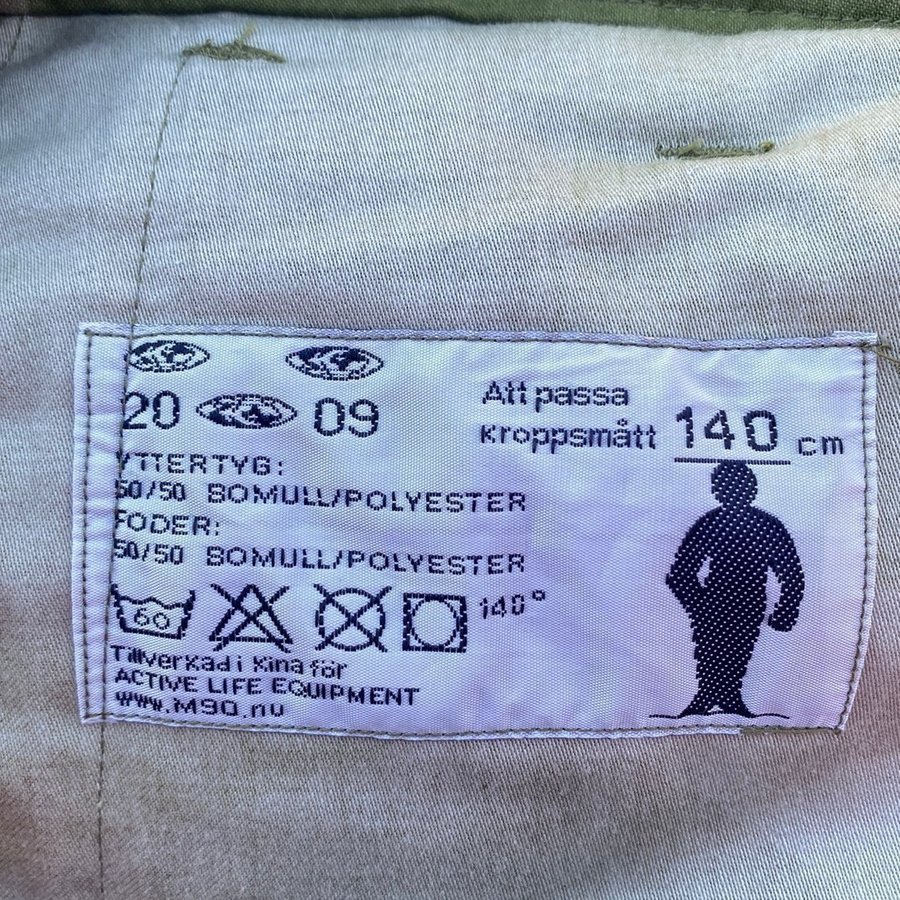 20 09
Att passa
kroppsmått 140 cm
YTTERTYG:
50/50 BOMULL/POLYESTER
FODER:
50/50 BOMULL/POLYESTER
60
140°
Tillverkad i Kina för
ACTIVE LIFE EQUIPMENT
www.M90.nu